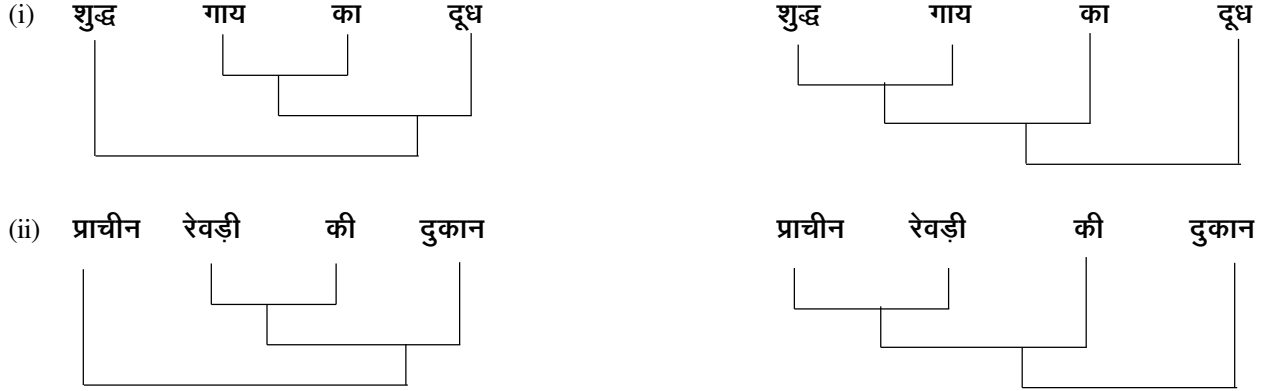 (i) शुद्ध गाय का दूध शुद्ध गाय का दूध
(ii) प्राचीन रेवड़ी की दुकान प्राचीन रेवड़ी की दुकान